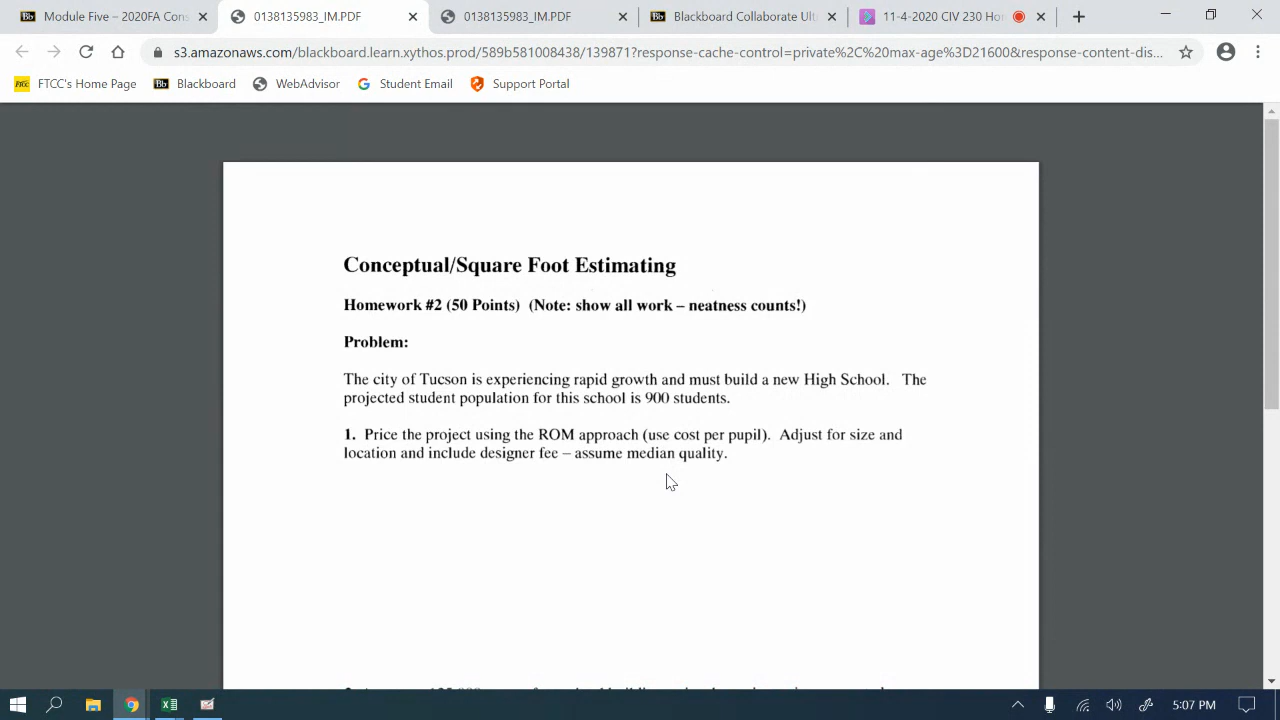 Module Five – 2020FA Cons
0138135983_IM.PDF
0138135983_IM.PDF
Blackboard Collaborate Ult
11-4-2020 CIV 230 Ho
s3.amazonaws.com/blackboard.learn.xythos.prod/589b581008438/139871?response-cache-control=private%2C%20max-age%3D21600&response-content-dis...
FTCC's Home Page
Blackboard
WebAdvisor
Student Email
Support Portal
Conceptual/Square Foot Estimating
Homework #2 (50 Points) (Note: show all work – neatness counts!)
Problem:
The city of Tucson is experiencing rapid growth and must build a new High School. The
projected student population for this school is 900 students.
1. Price the project using the ROM approach (use cost per pupil). Adjust for size and
location and include designer fee – assume median quality.
5:07 PM